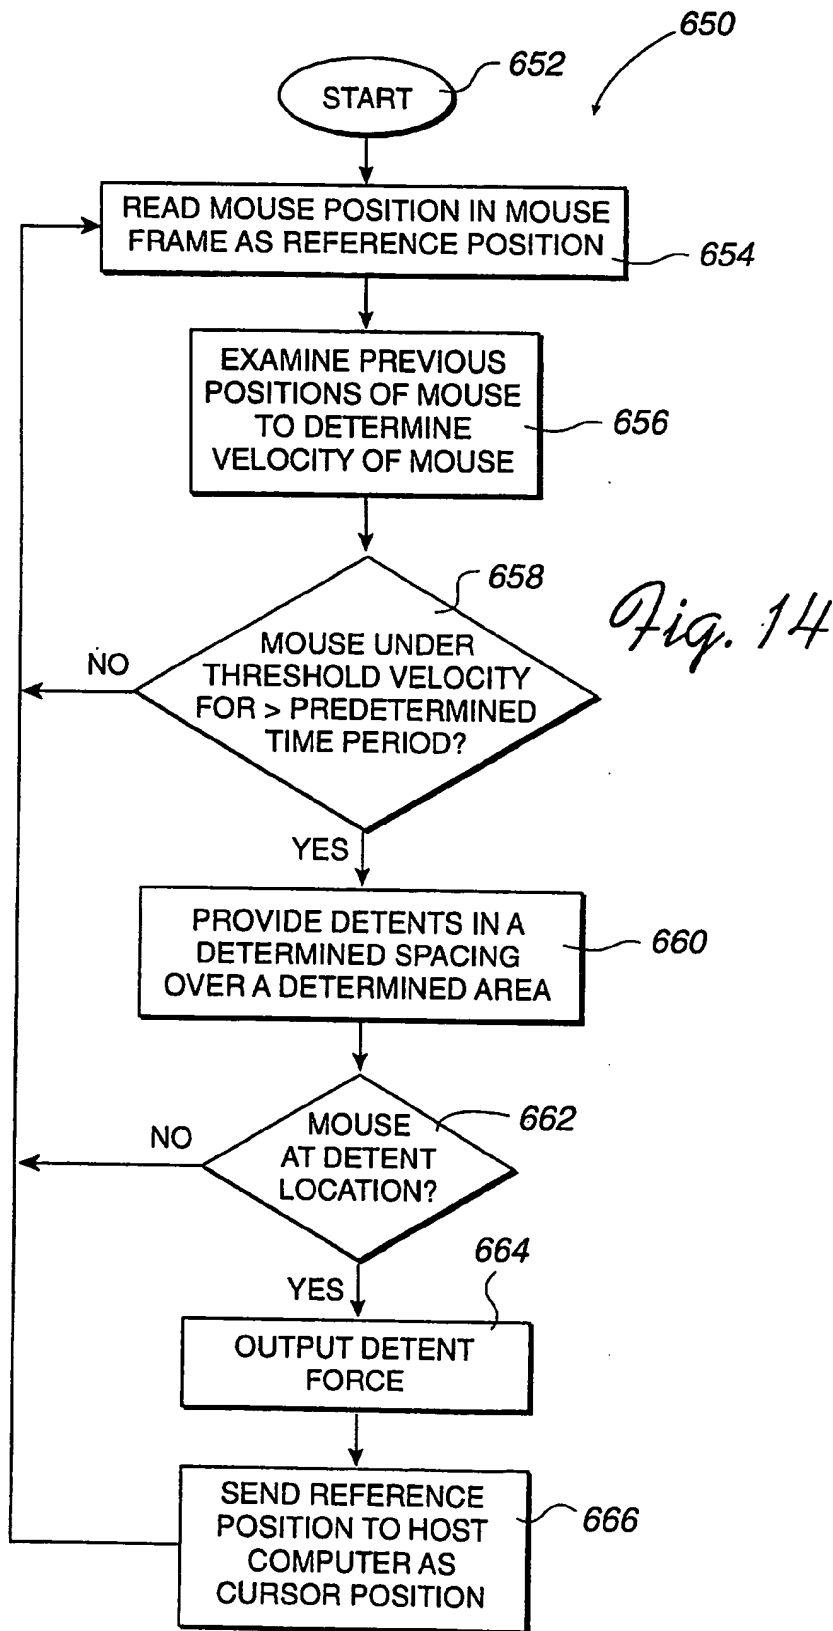 650
652
START
READ MOUSE POSITION IN MOUSE
FRAME AS REFERENCE POSITION
654
EXAMINE PREVIOUS
POSITIONS OF MOUSE
TO DETERMINE
VELOCITY OF MOUSE
656
658
Fig. 14
NO
MOUSE UNDER
THRESHOLD VELOCITY
FOR > PREDETERMINED
TIME PERIOD?
YES
PROVIDE DETENTS IN A
DETERMINED SPACING
OVER A DETERMINED AREA
660
662
NO
MOUSE
AT DETENT
LOCATION?
YES
664
OUTPUT DETENT
FORCE
SEND REFERENCE
POSITION TO HOST
COMPUTER AS
CURSOR POSITION
666